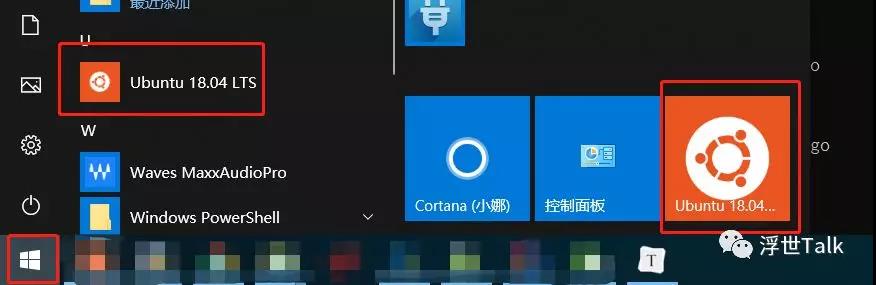 最近添加
U
Ubuntu 18.04 LTS
W
Waves MaxxAudioPro
Windows PowerShell
Cortana (小娜)
控制面板
Ubuntu 18.04...
o
go
T
浮世Talk